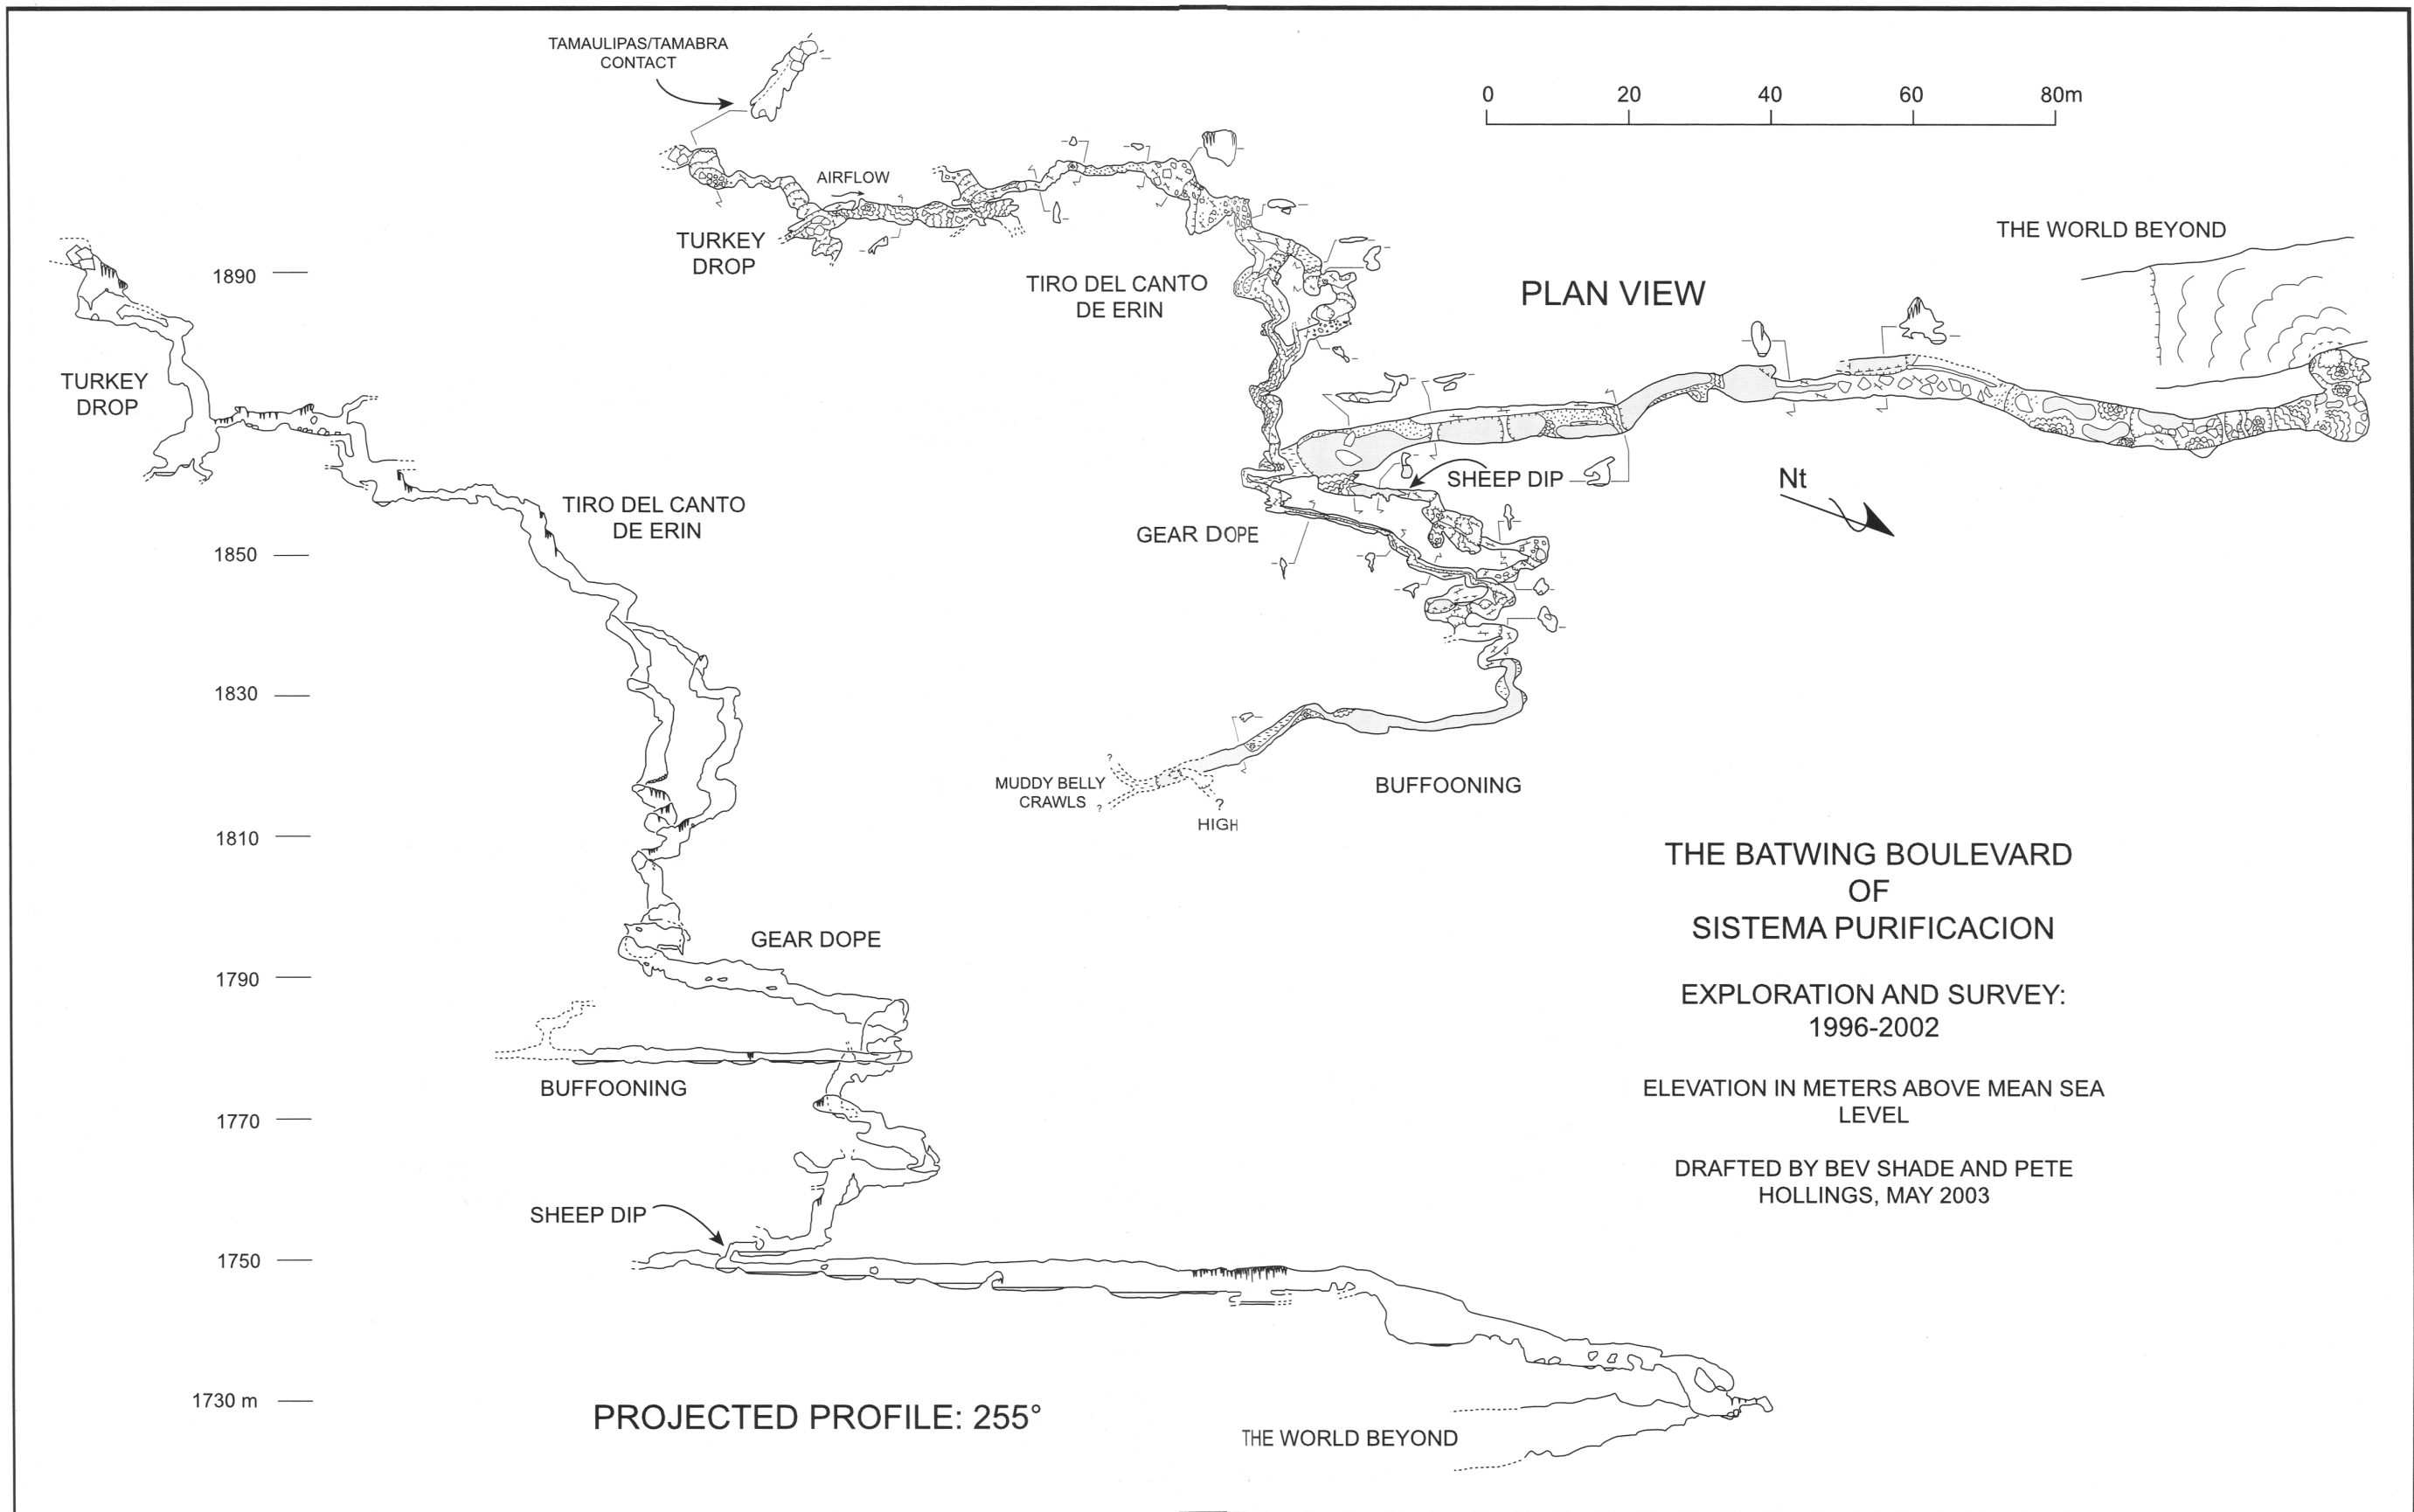 TAMAULIPAS/TAMABRA
CONTACT
0 20 40 60 80m
AIRFLOW
TURKEY
DROP
TIRO DEL CANTO
DE ERIN
THE WORLD BEYOND
PLAN VIEW
SHEEP DIP
Nt
GEAR DOPE
MUDDY BELLY
CRAWLS
?
?
?
HIGH
BUFFOONING
1890
TURKEY
DROP
TIRO DEL CANTO
DE ERIN
1850
1830
1810
GEAR DOPE
1790
BUFFOONING
1770
SHEEP DIP
1750
1730 m
PROJECTED PROFILE: 255°
THE WORLD BEYOND
THE BATWING BOULEVARD
OF
SISTEMA PURIFICACION
EXPLORATION AND SURVEY:
1996-2002
ELEVATION IN METERS ABOVE MEAN SEA
LEVEL
DRAFTED BY BEV SHADE AND PETE
HOLLINGS, MAY 2003